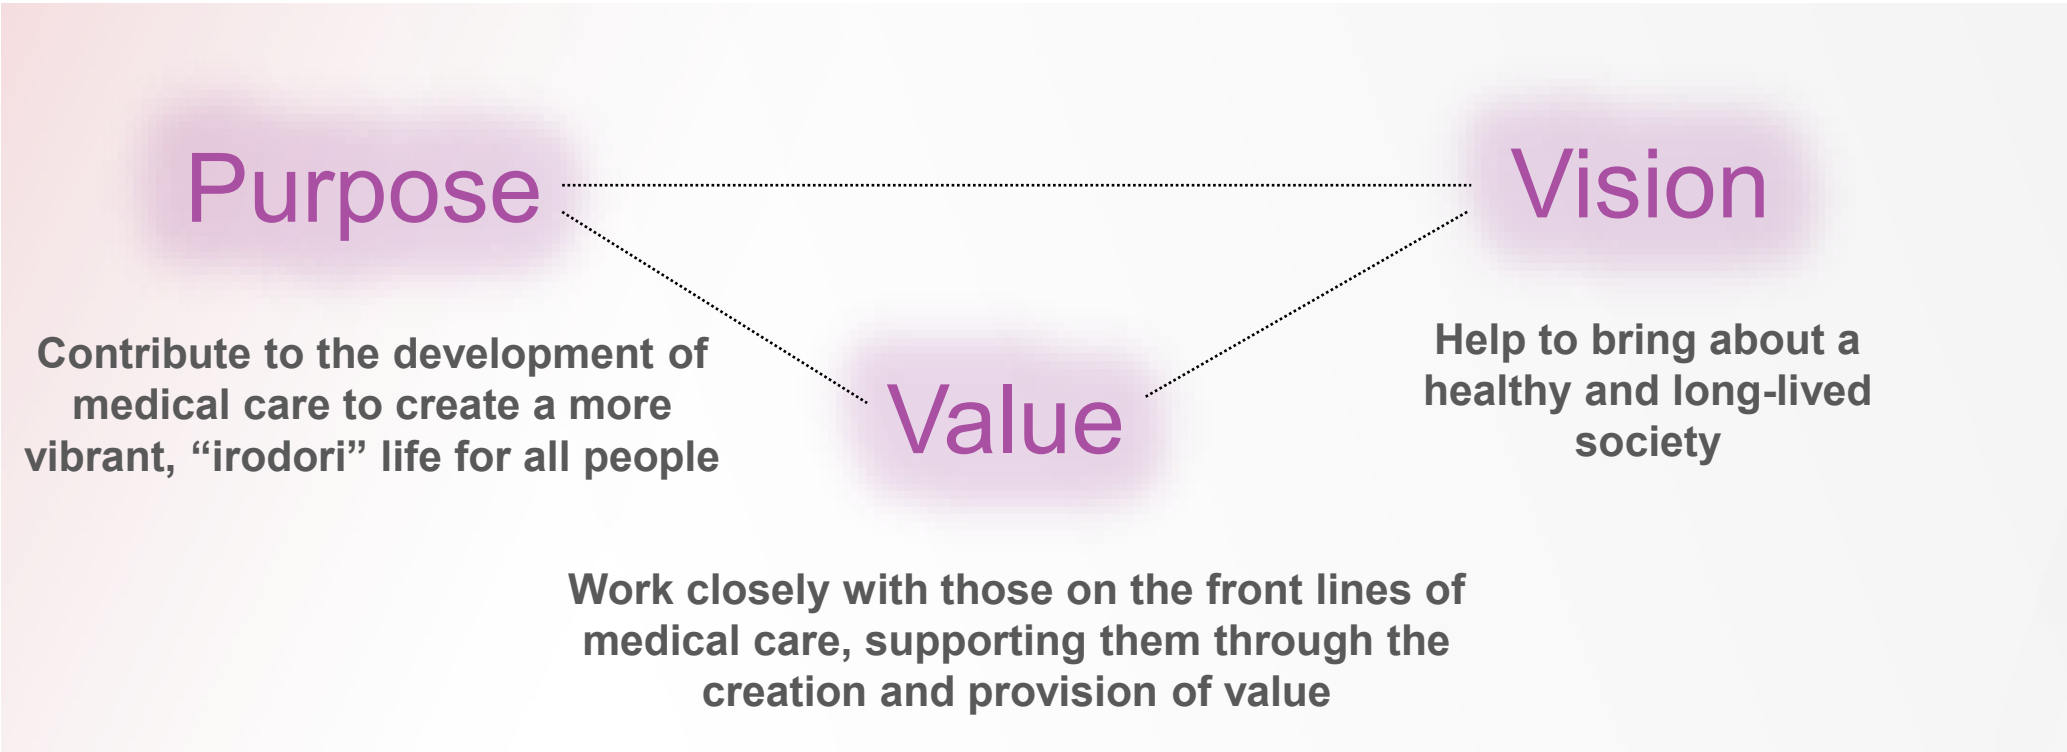 Purpose
Contribute to the development of
medical care to create a more
vibrant, “irodori” life for all people
Vision
Help to bring about a
healthy and long-lived
society
Value
Work closely with those on the front lines of
medical care, supporting them through the
creation and provision of value